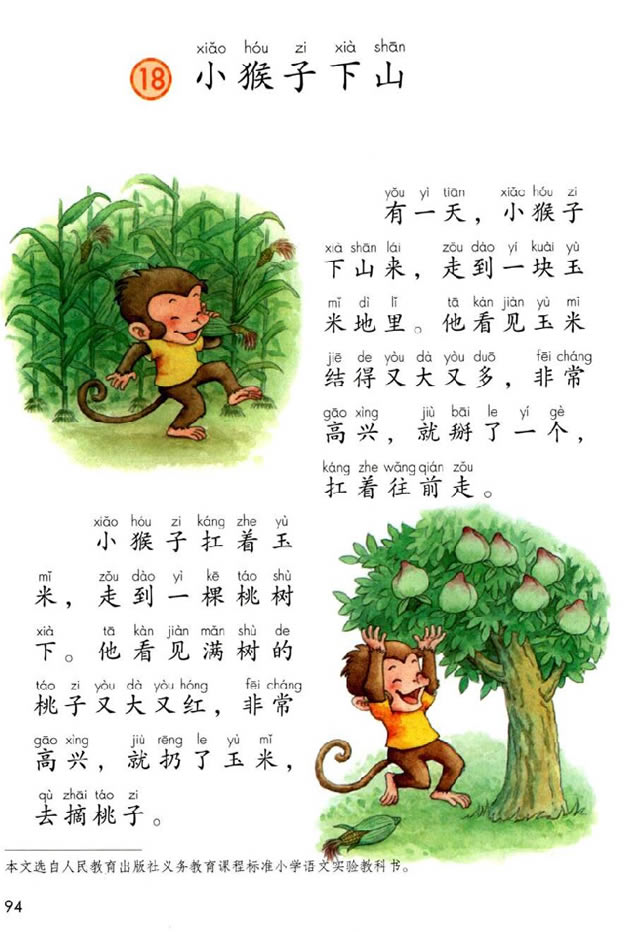 xiǎo hóu zi xià shān
18 小猴子下山
yǒu yì tiān xiǎo hóu zi
有一天，小猴子
xià shān lái zǒu dào yí kuài yù
下山来，走到一块玉
mǐ dì lǐ tā kàn jiàn yù mǐ
米地里。他看见玉米
jiē de yòu dà yòu duō fēi cháng
结得又大又多，非常
gāo xìng jiù bāi le yí gè
高兴，就掰了一个，
káng zhe wǎng qián zǒu
扛着往前走。
xiǎo hóu zi káng zhe yù
小猴子扛着玉
mǐ zǒu dào yì kē táo shù
米，走到一棵桃树
xià tā kàn jiàn mǎn shù de
下。他看见满树的
táo zi yòu dà yòu hóng fēi cháng
桃子又大又红，非常
gāo xìng jiù rēng le yù mǐ
高兴，就扔了玉米，
qù zhāi táo zi
去摘桃子。
本文选自人民教育出版社义务教育课程标准小学语文实验教科书。
94